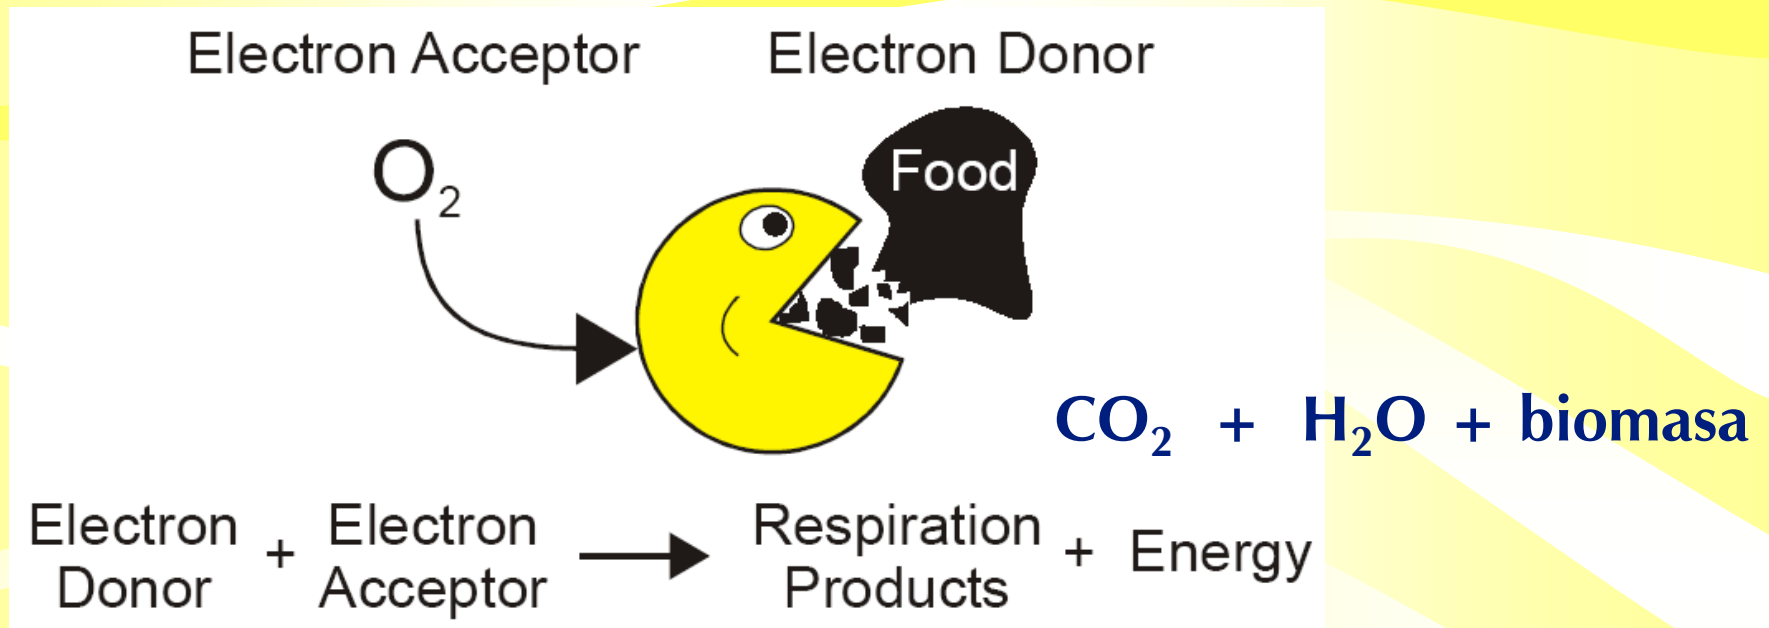 Electron Acceptor Electron Donor
O₂
Food
CO₂ + H₂O + biomasa
Electron Donor + Electron Acceptor → Respiration Products + Energy